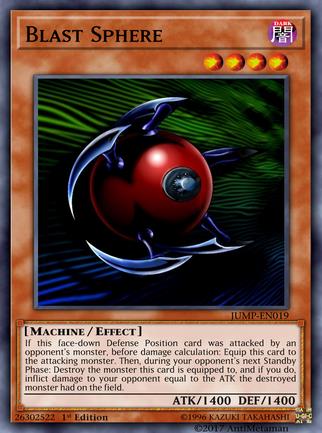 BLAST SPHERE
DARK
闇
JUMP-EN019
[MACHINE / EFFECT]
If this face-down Defense Position card was attacked by an
opponent's monster, before damage calculation: Equip this card to
the attacking monster. Then, during your opponent's next Standby
Phase: Destroy the monster this card is equipped to, and if you do,
inflict damage to your opponent equal to the ATK the destroyed
monster had on the field.
ATK/1400 DEF/1400
26302522 1st Edition ©1996 KAZUKI TAKAHASHI
©2017 AntiMetaman